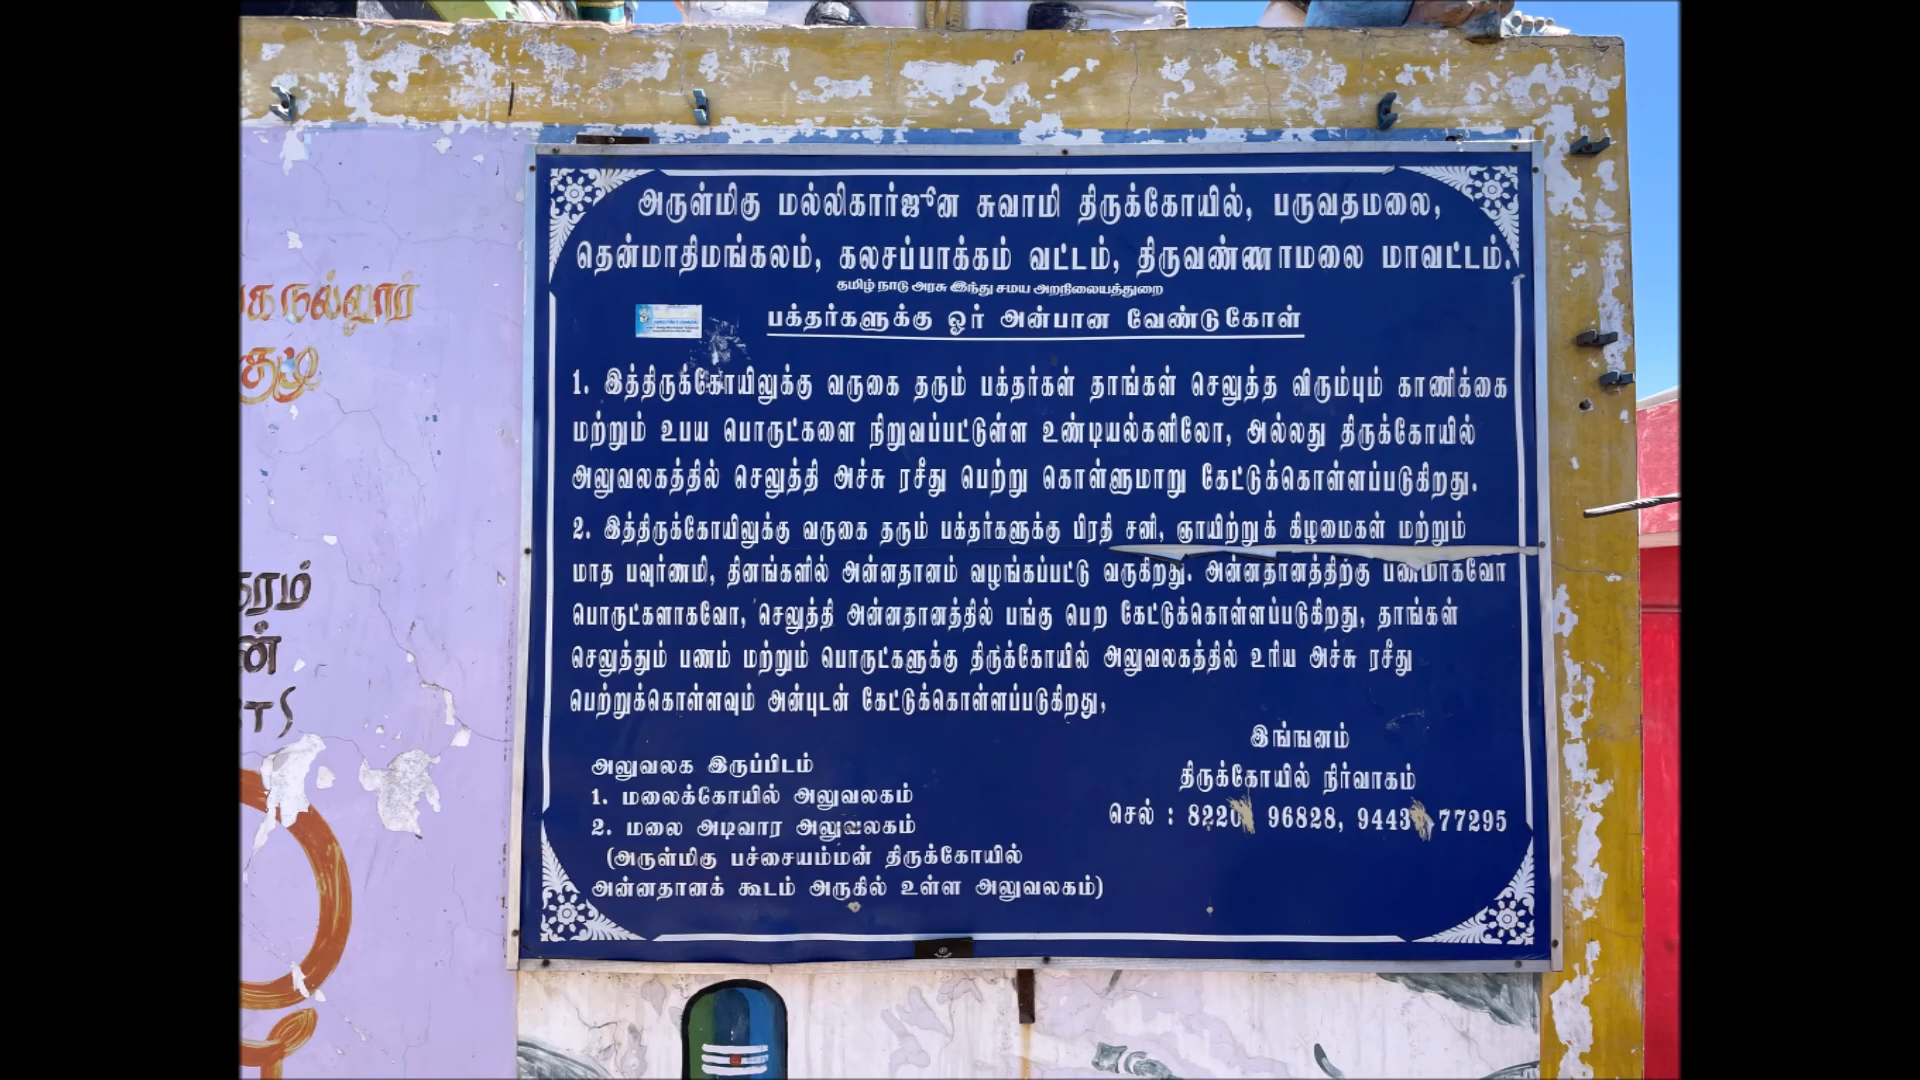 அருள்மிகு மல்லிகார்ஜூன சுவாமி திருக்கோயில், பருவதமலை,
தென்மாதிமங்கலம், கலசப்பாக்கம் வட்டம், திருவண்ணாமலை மாவட்டம்.
தமிழ் நாடு அரசு இந்து சமய அறநிலையத்துறை
பக்தர்களுக்கு ஓர் அன்பான வேண்டுகோள்
1. இத்திருக்கோயிலுக்கு வருகை தரும் பக்தர்கள் தாங்கள் செலுத்த விரும்பும் காணிக்கை
மற்றும் உபய பொருட்களை நிறுவப்பட்டுள்ள உண்டியல்களிலோ, அல்லது திருக்கோயில்
அலுவலகத்தில் செலுத்தி அச்சு ரசீது பெற்று கொள்ளுமாறு கேட்டுக்கொள்ளப்படுகிறது.
2. இத்திருக்கோயிலுக்கு வருகை தரும் பக்தர்களுக்கு பிரதி சனி, ஞாயிற்றுக் கிழமைகள் மற்றும்
மாத பவுர்ணமி, தினங்களில் அன்னதானம் வழங்கப்பட்டு வருகிறது. அன்னதானத்திற்கு பணமாகவோ
பொருட்களாகவோ, செலுத்தி அன்னதானத்தில் பங்கு பெற கேட்டுக்கொள்ளப்படுகிறது, தாங்கள்
செலுத்தும் பணம் மற்றும் பொருட்களுக்கு திருக்கோயில் அலுவலகத்தில் உரிய அச்சு ரசீது
பெற்றுக்கொள்ளவும் அன்புடன் கேட்டுக்கொள்ளப்படுகிறது,
இங்ஙனம்
திருக்கோயில் நிர்வாகம்
செல் : 8220 96828, 9443 77295
அலுவலக இருப்பிடம்
1. மலைக்கோயில் அலுவலகம்
2. மலை அடிவார அலுவலகம்
(அருள்மிகு பச்சையம்மன் திருக்கோயில்
அன்னதானக் கூடம் அருகில் உள்ள அலுவலகம்)